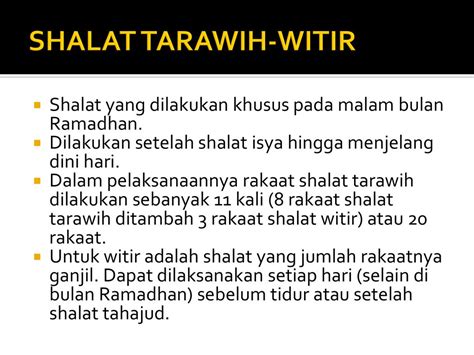 SHALAT TARAWIH-WITIR
Shalat yang dilakukan khusus pada malam bulan
Ramadhan.
Dilakukan setelah shalat isya hingga menjelang
dini hari.
Dalam pelaksanaannya rakaat shalat tarawih
dilakukan sebanyak 11 kali (8 rakaat shalat
tarawih ditambah 3 rakaat shalat witir) atau 20
rakaat.
Untuk witir adalah shalat yang jumlah rakaatnya
ganjil. Dapat dilaksanakan setiap hari (selain di
bulan Ramadhan) sebelum tidur atau setelah
shalat tahajud.